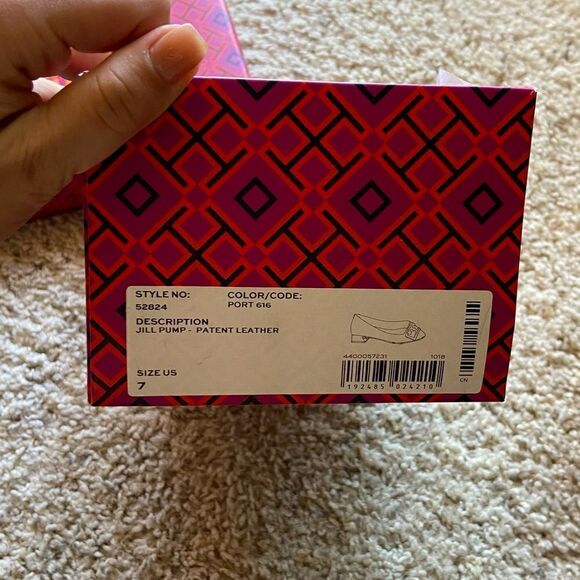 STYLE NO: COLOR/CODE:
52824 PORT 616
DESCRIPTION
JILL PUMP - PATENT LEATHER
SIZE US
7
4400057231 1018
192485 024210
CN